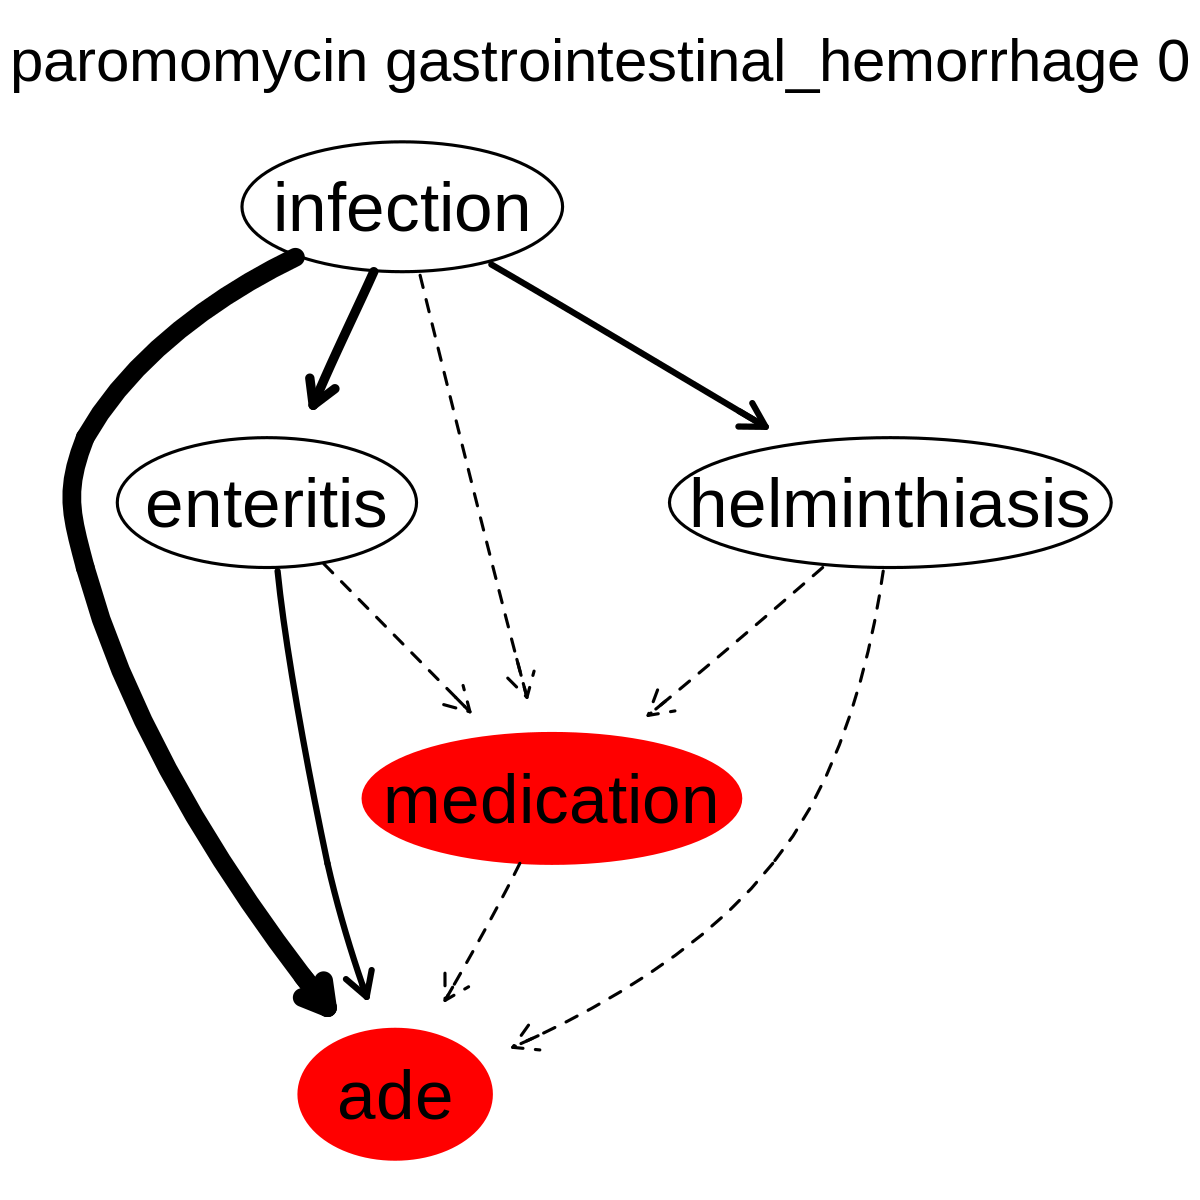 paromomycin gastrointestinal_hemorrhage 0
infection
enteritis
helminthiasis
medication
ade